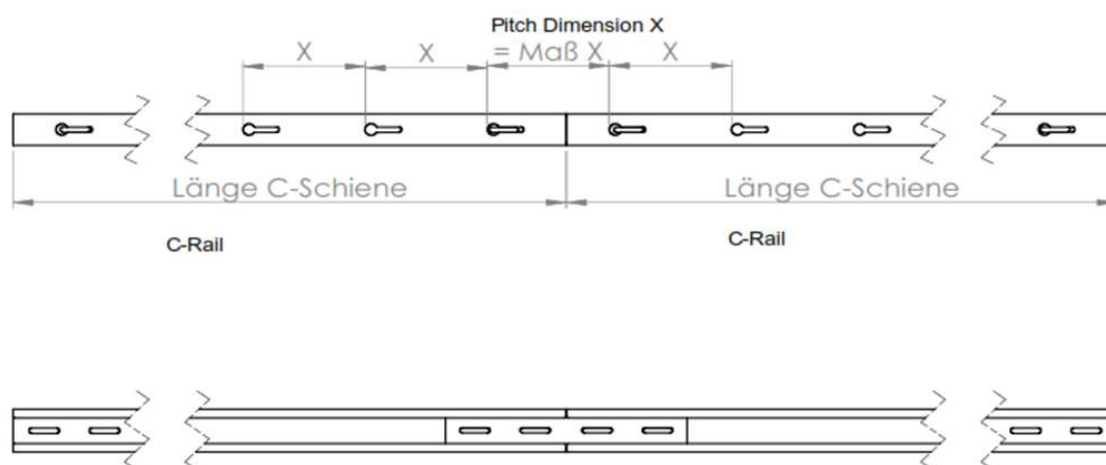 Pitch Dimension X
X X = Maß X X
Länge C-Schiene Länge C-Schiene
C-Rail C-Rail